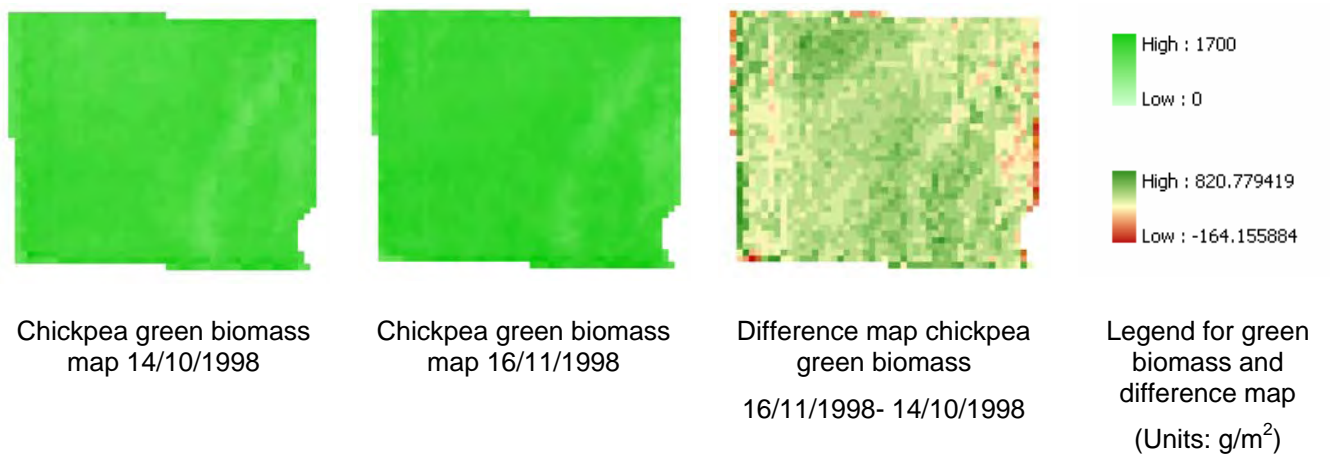 High : 1700
Low : 0
High : 820.779419
Low : -164.155884
Chickpea green biomass
map 14/10/1998
Chickpea green biomass
map 16/11/1998
Difference map chickpea
green biomass
16/11/1998- 14/10/1998
Legend for green
biomass and
difference map
(Units: g/m²)